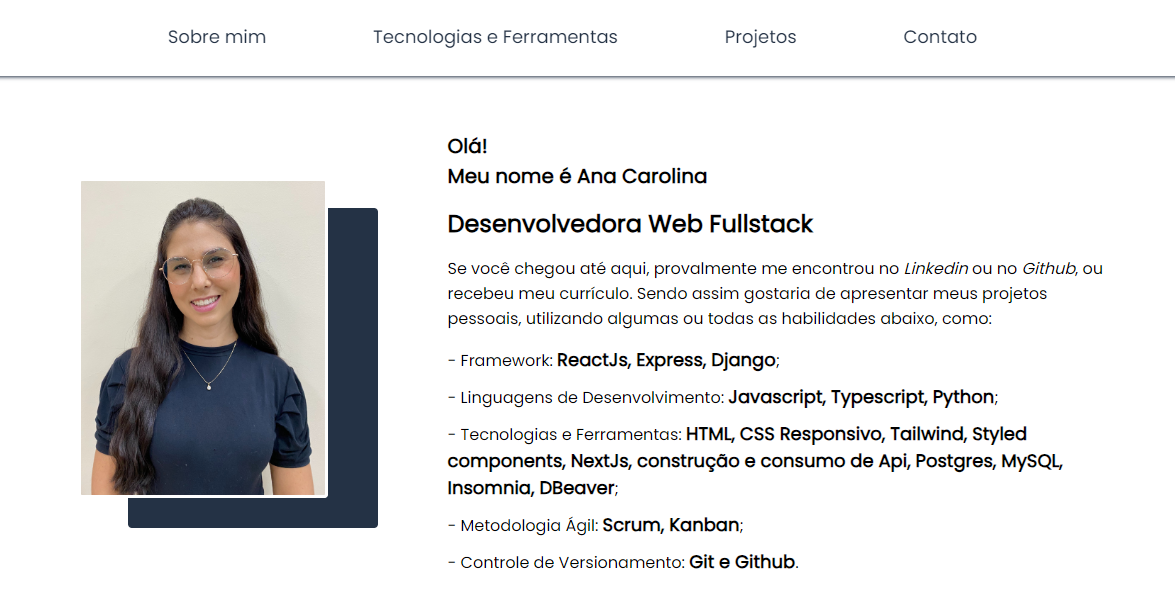 Sobre mim Tecnologias e Ferramentas Projetos Contato
Olá!
Meu nome é Ana Carolina
Desenvolvedora Web Fullstack
Se você chegou até aqui, provalmente me encontrou no Linkedin ou no Github, ou
recebeu meu currículo. Sendo assim gostaria de apresentar meus projetos
pessoais, utilizando algumas ou todas as habilidades abaixo, como:
- Framework: ReactJs, Express, Django;
- Linguagens de Desenvolvimento: Javascript, Typescript, Python;
- Tecnologias e Ferramentas: HTML, CSS Responsivo, Tailwind, Styled
components, NextJs, construção e consumo de Api, Postgres, MySQL,
Insomnia, DBeaver;
- Metodologia Ágil: Scrum, Kanban;
- Controle de Versionamento: Git e Github.